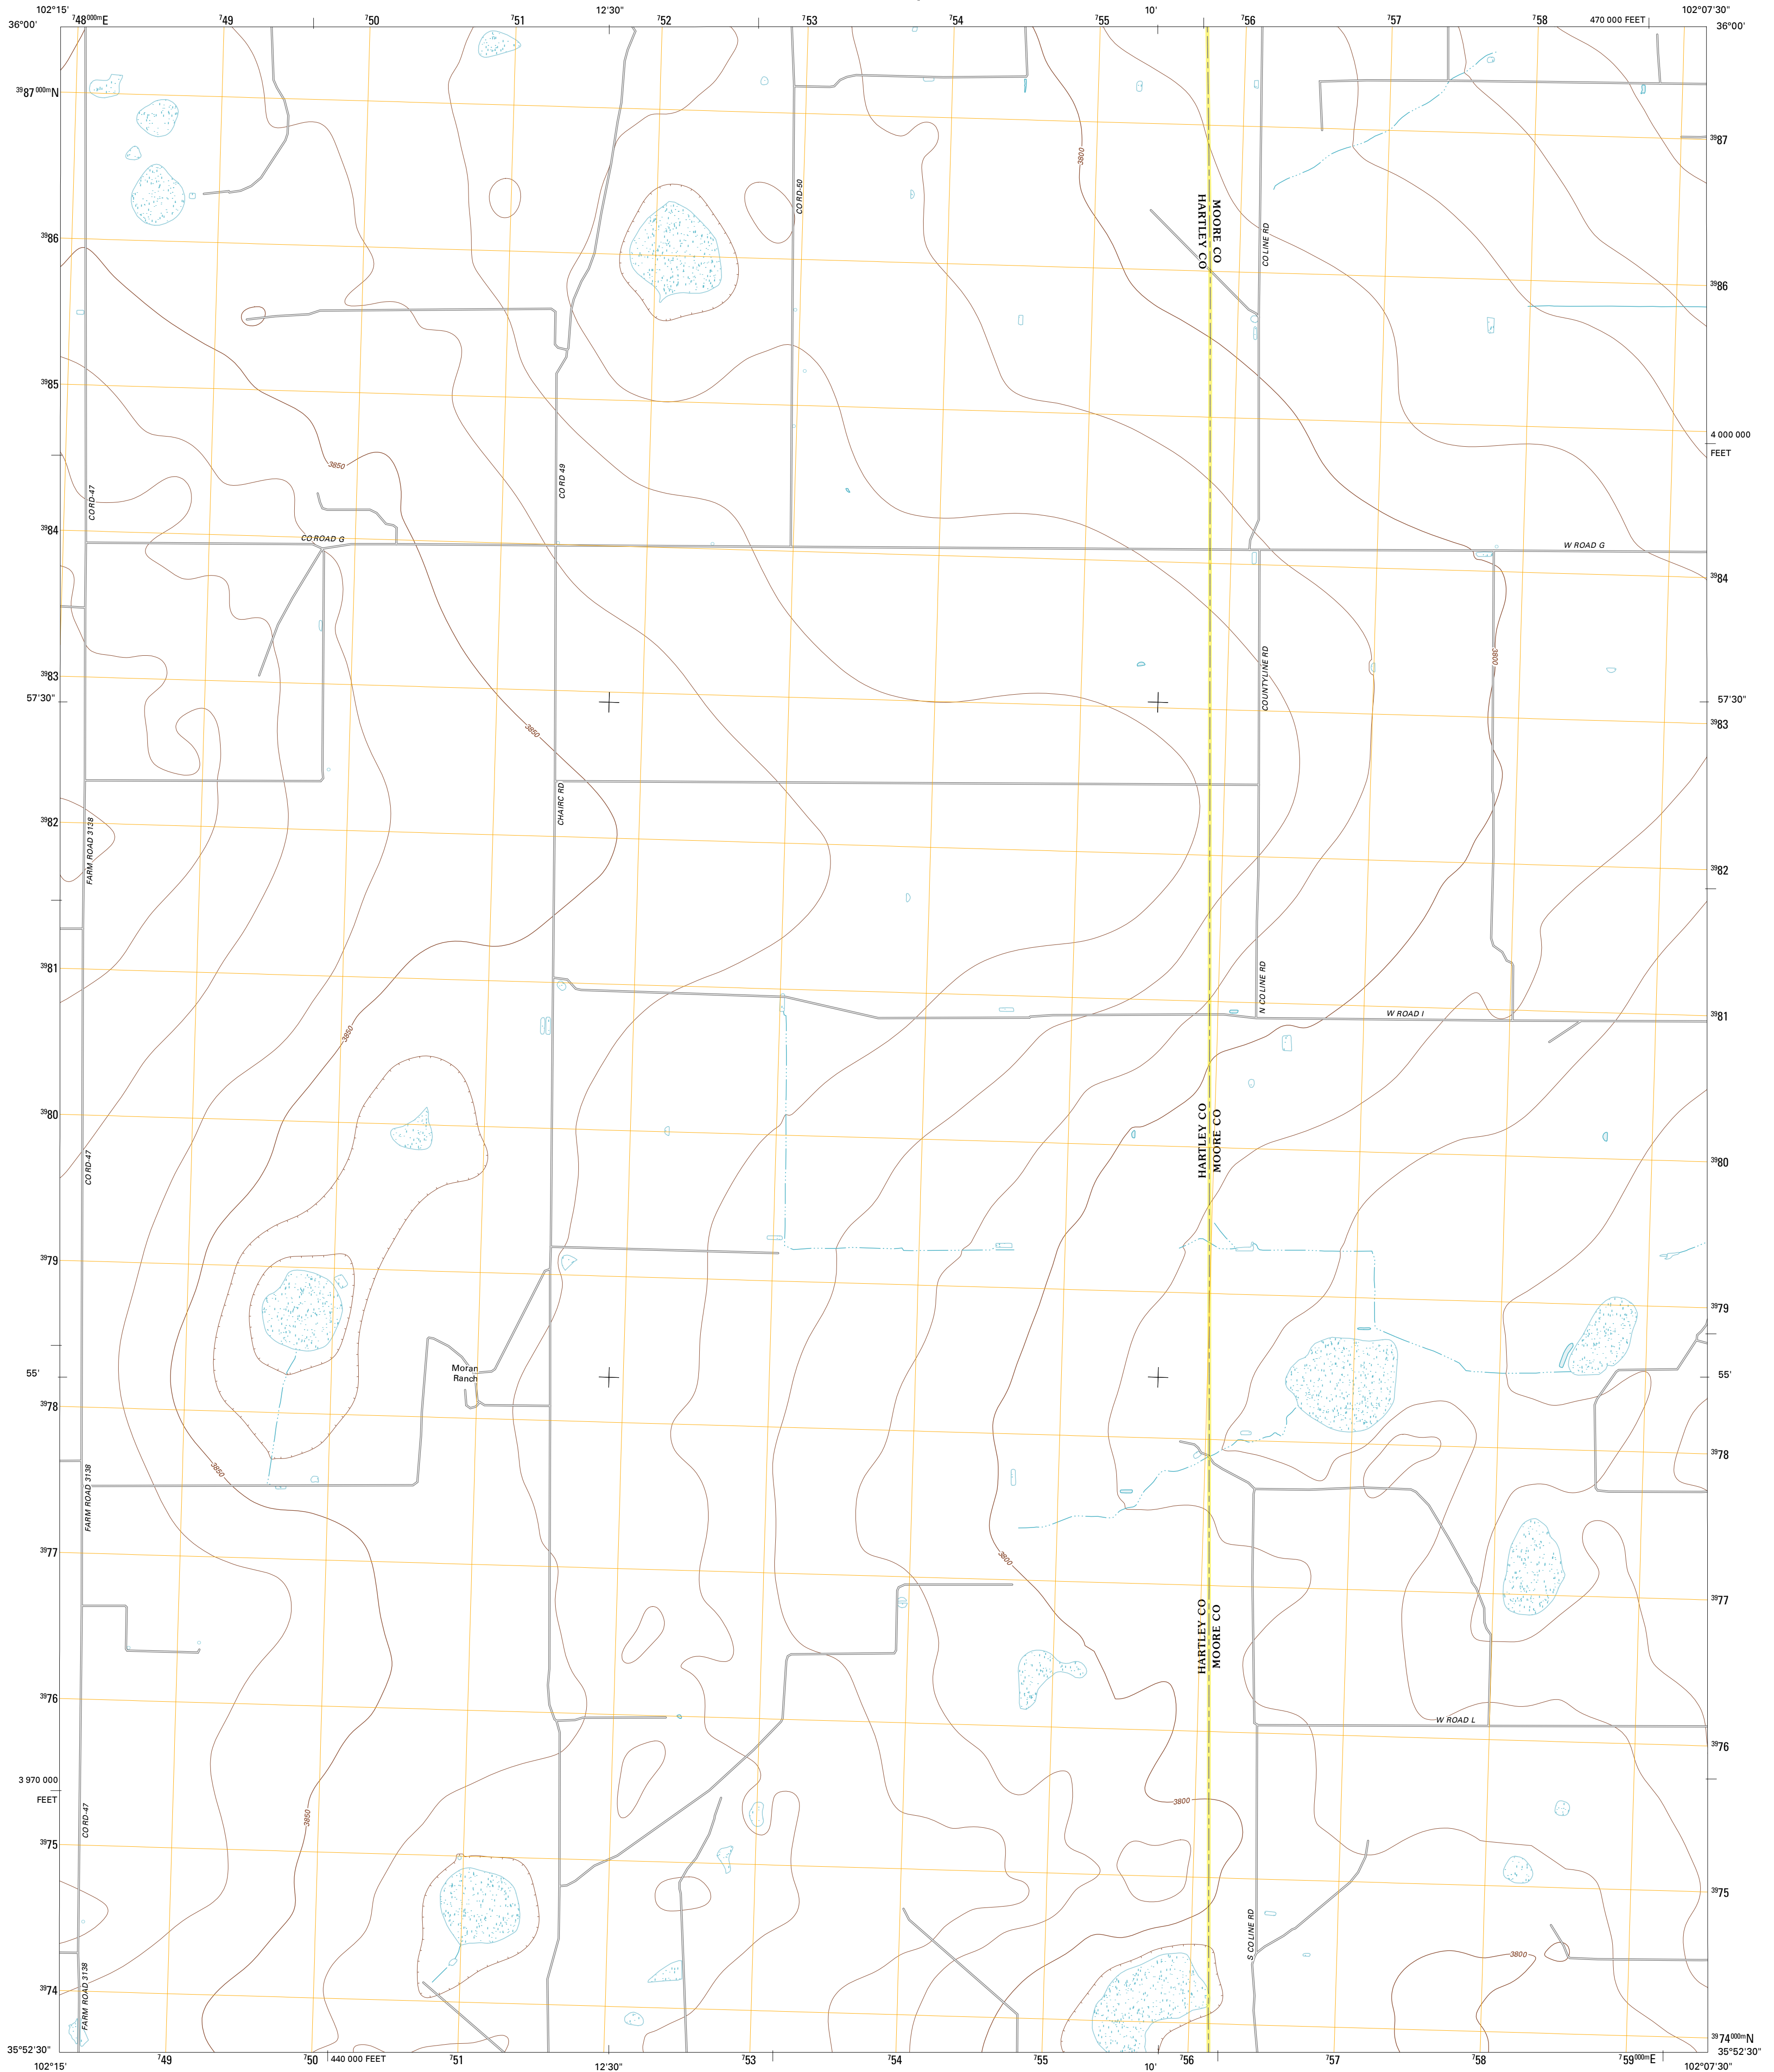 102°15'
⁷48⁰⁰⁰ᵐE
⁷49
⁷50
⁷51
12'30"
⁷52
⁷53
⁷54
⁷55
10'
⁷56
⁷57
⁷58
470 000 FEET
102°07'30"
36°00'
36°00'
³⁹87⁰⁰⁰ᵐN
³⁹87
3800
CO RD-50
HARTLEY CO
MOORE CO
CO LINE RD
³⁹86
³⁹86
³⁹85
4 000 000
FEET
3850
CO RD-47
CO RD 49
³⁹84
CO ROAD G
W ROAD G
³⁹84
3800
COUNTYLINE RD
³⁹83
57'30"
57'30"
³⁹83
3850
CHAIRC RD
³⁹82
FARM ROAD 3138
³⁹82
³⁹81
N CO LINE RD
W ROAD I
³⁹81
3850
³⁹80
HARTLEY CO
MOORE CO
CO RD-47
³⁹80
³⁹79
³⁹79
55'
Moran
Ranch
55'
³⁹78
³⁹78
3850
FARM ROAD 3138
³⁹77
3800
³⁹77
HARTLEY CO
MOORE CO
³⁹76
W ROAD L
³⁹76
3 970 000
FEET
3800
CO RD-47
3850
³⁹75
³⁹75
S CO LINE RD
3800
³⁹74
FARM ROAD 3138
³⁹74⁰⁰⁰ᵐN
35°52'30"
35°52'30"
102°15'
⁷49
⁷50
440 000 FEET
⁷51
12'30"
⁷53
⁷54
⁷55
10'
⁷56
⁷57
⁷58
⁷59⁰⁰⁰ᵐE
102°07'30"